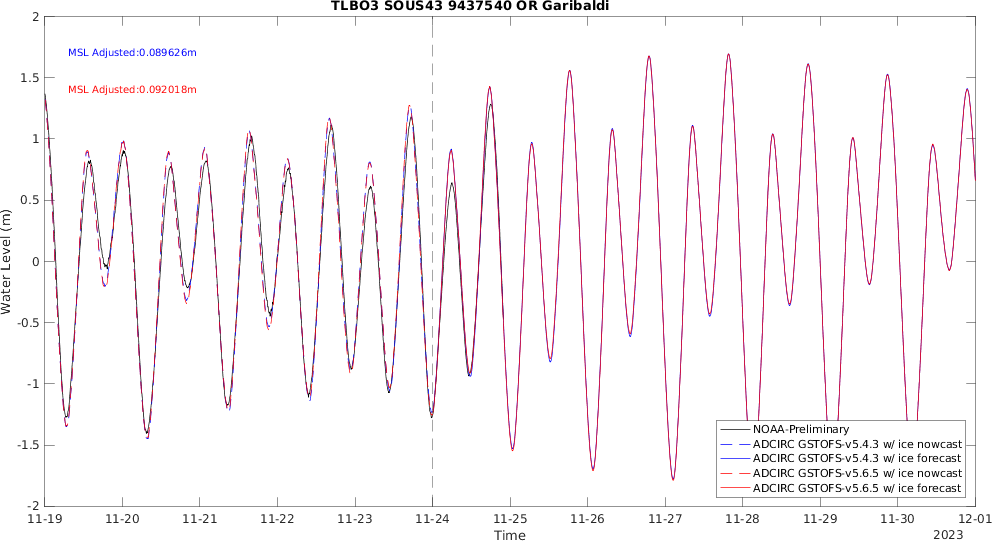 TLBO3 SOUS43 9437540 OR Garibaldi
MSL Adjusted:0.089626m
MSL Adjusted:0.092018m
Water Level (m)
2
1.5
1
0.5
0
-0.5
-1
-1.5
-2
NOAA-Preliminary
ADCIRC GSTOFS-v5.4.3 w/ ice nowcast
ADCIRC GSTOFS-v5.4.3 w/ ice forecast
ADCIRC GSTOFS-v5.6.5 w/ ice nowcast
ADCIRC GSTOFS-v5.6.5 w/ ice forecast
11-19 11-20 11-21 11-22 11-23 11-24 11-25 11-26 11-27 11-28 11-29 11-30 12-01
Time
2023